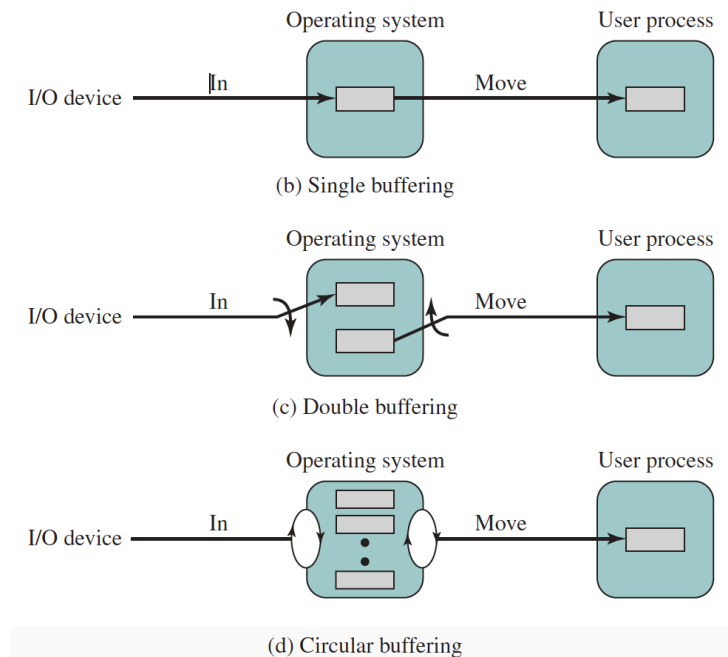 Operating system User process
I/O device In Move
(b) Single buffering
Operating system User process
I/O device In Move
(c) Double buffering
Operating system User process
I/O device In Move
(d) Circular buffering